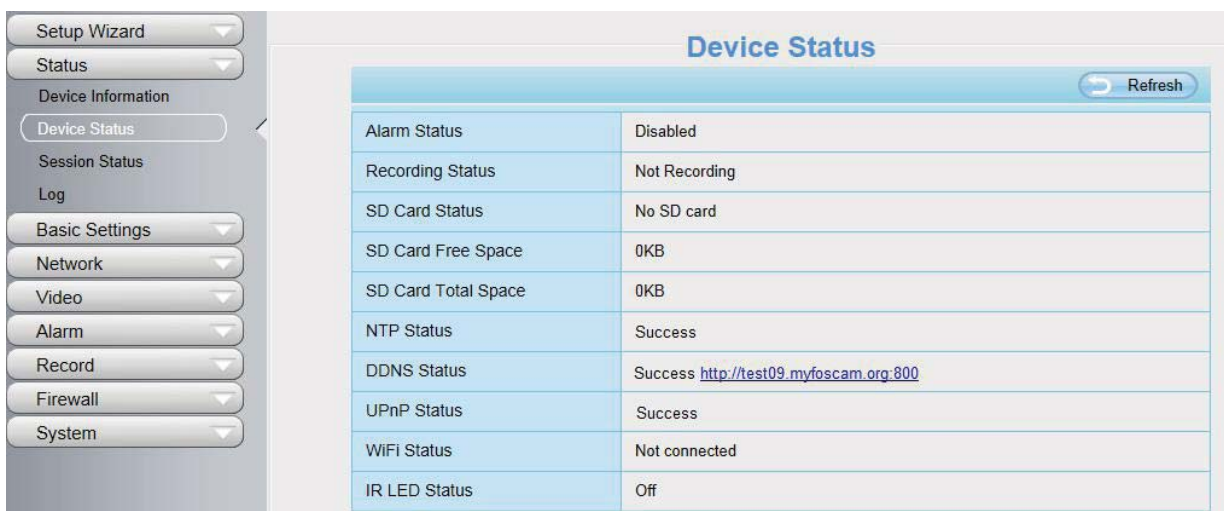 Setup Wizard
Status
Device Information
Device Status
Session Status
Log
Basic Settings
Network
Video
Alarm
Record
Firewall
System
Device Status
Refresh
Alarm Status Disabled
Recording Status Not Recording
SD Card Status No SD card
SD Card Free Space 0KB
SD Card Total Space 0KB
NTP Status Success
DDNS Status Success http://test09.myfoscam.org:800
UPnP Status Success
WiFi Status Not connected
IR LED Status Off